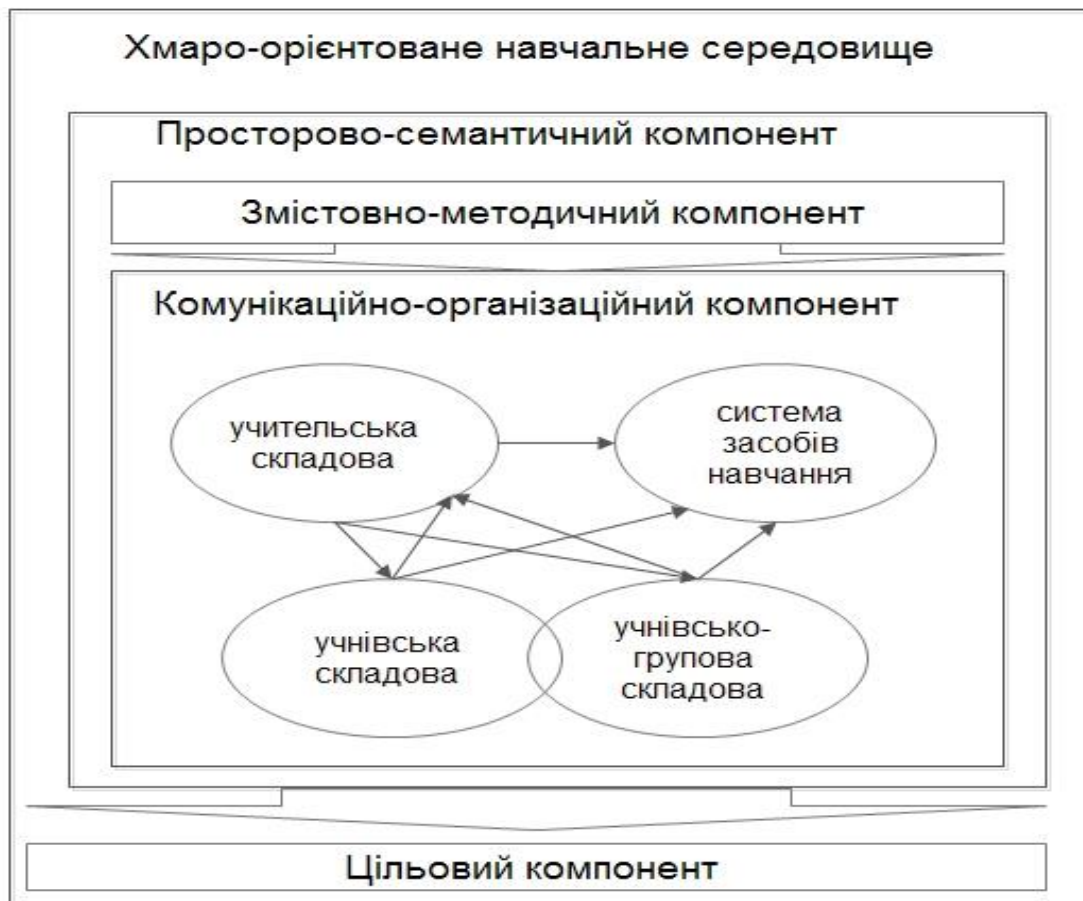 Хмаро-орієнтоване навчальне середовище
Просторово-семантичний компонент
Змістовно-методичний компонент
Комунікаційно-організаційний компонент
учительська
складова
система
засобів
навчання
учнівська
складова
учнівсько-
групова
складова
Цільовий компонент